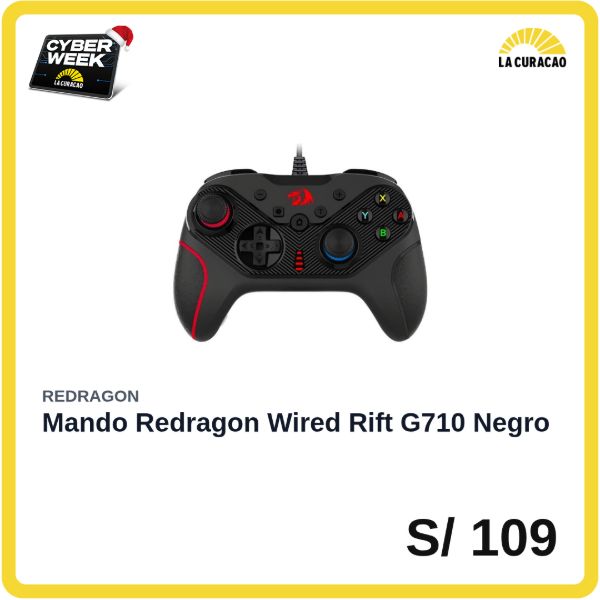 CYBER
WEEK
LA CURACAO
LA CURACAO
X
Y
A
B
REDRAGON
Mando Redragon Wired Rift G710 Negro
S/ 109